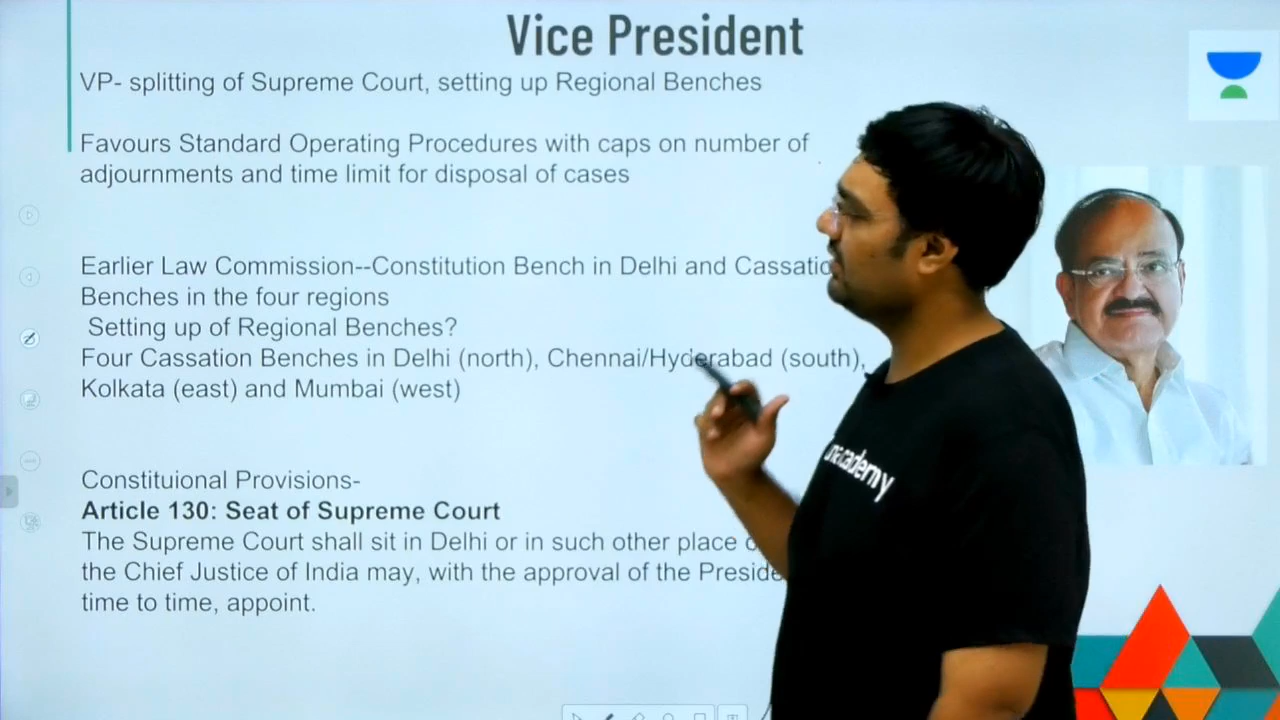 Vice President
VP- splitting of Supreme Court, setting up Regional Benches
Favours Standard Operating Procedures with caps on number of
adjournments and time limit for disposal of cases
Earlier Law Commission--Constitution Bench in Delhi and
Benches in the four regions
Setting up of Regional Benches?
Four Cassation Benches in Delhi (north), Chennai/Hyderabad (south),
Kolkata (east) and Mumbai (west)
Constituional Provisions-
Article 130: Seat of Supreme Court
The Supreme Court shall sit in Delhi or in such other place
the Chief Justice of India may, with the approval of the
time to time, appoint.
unacademy